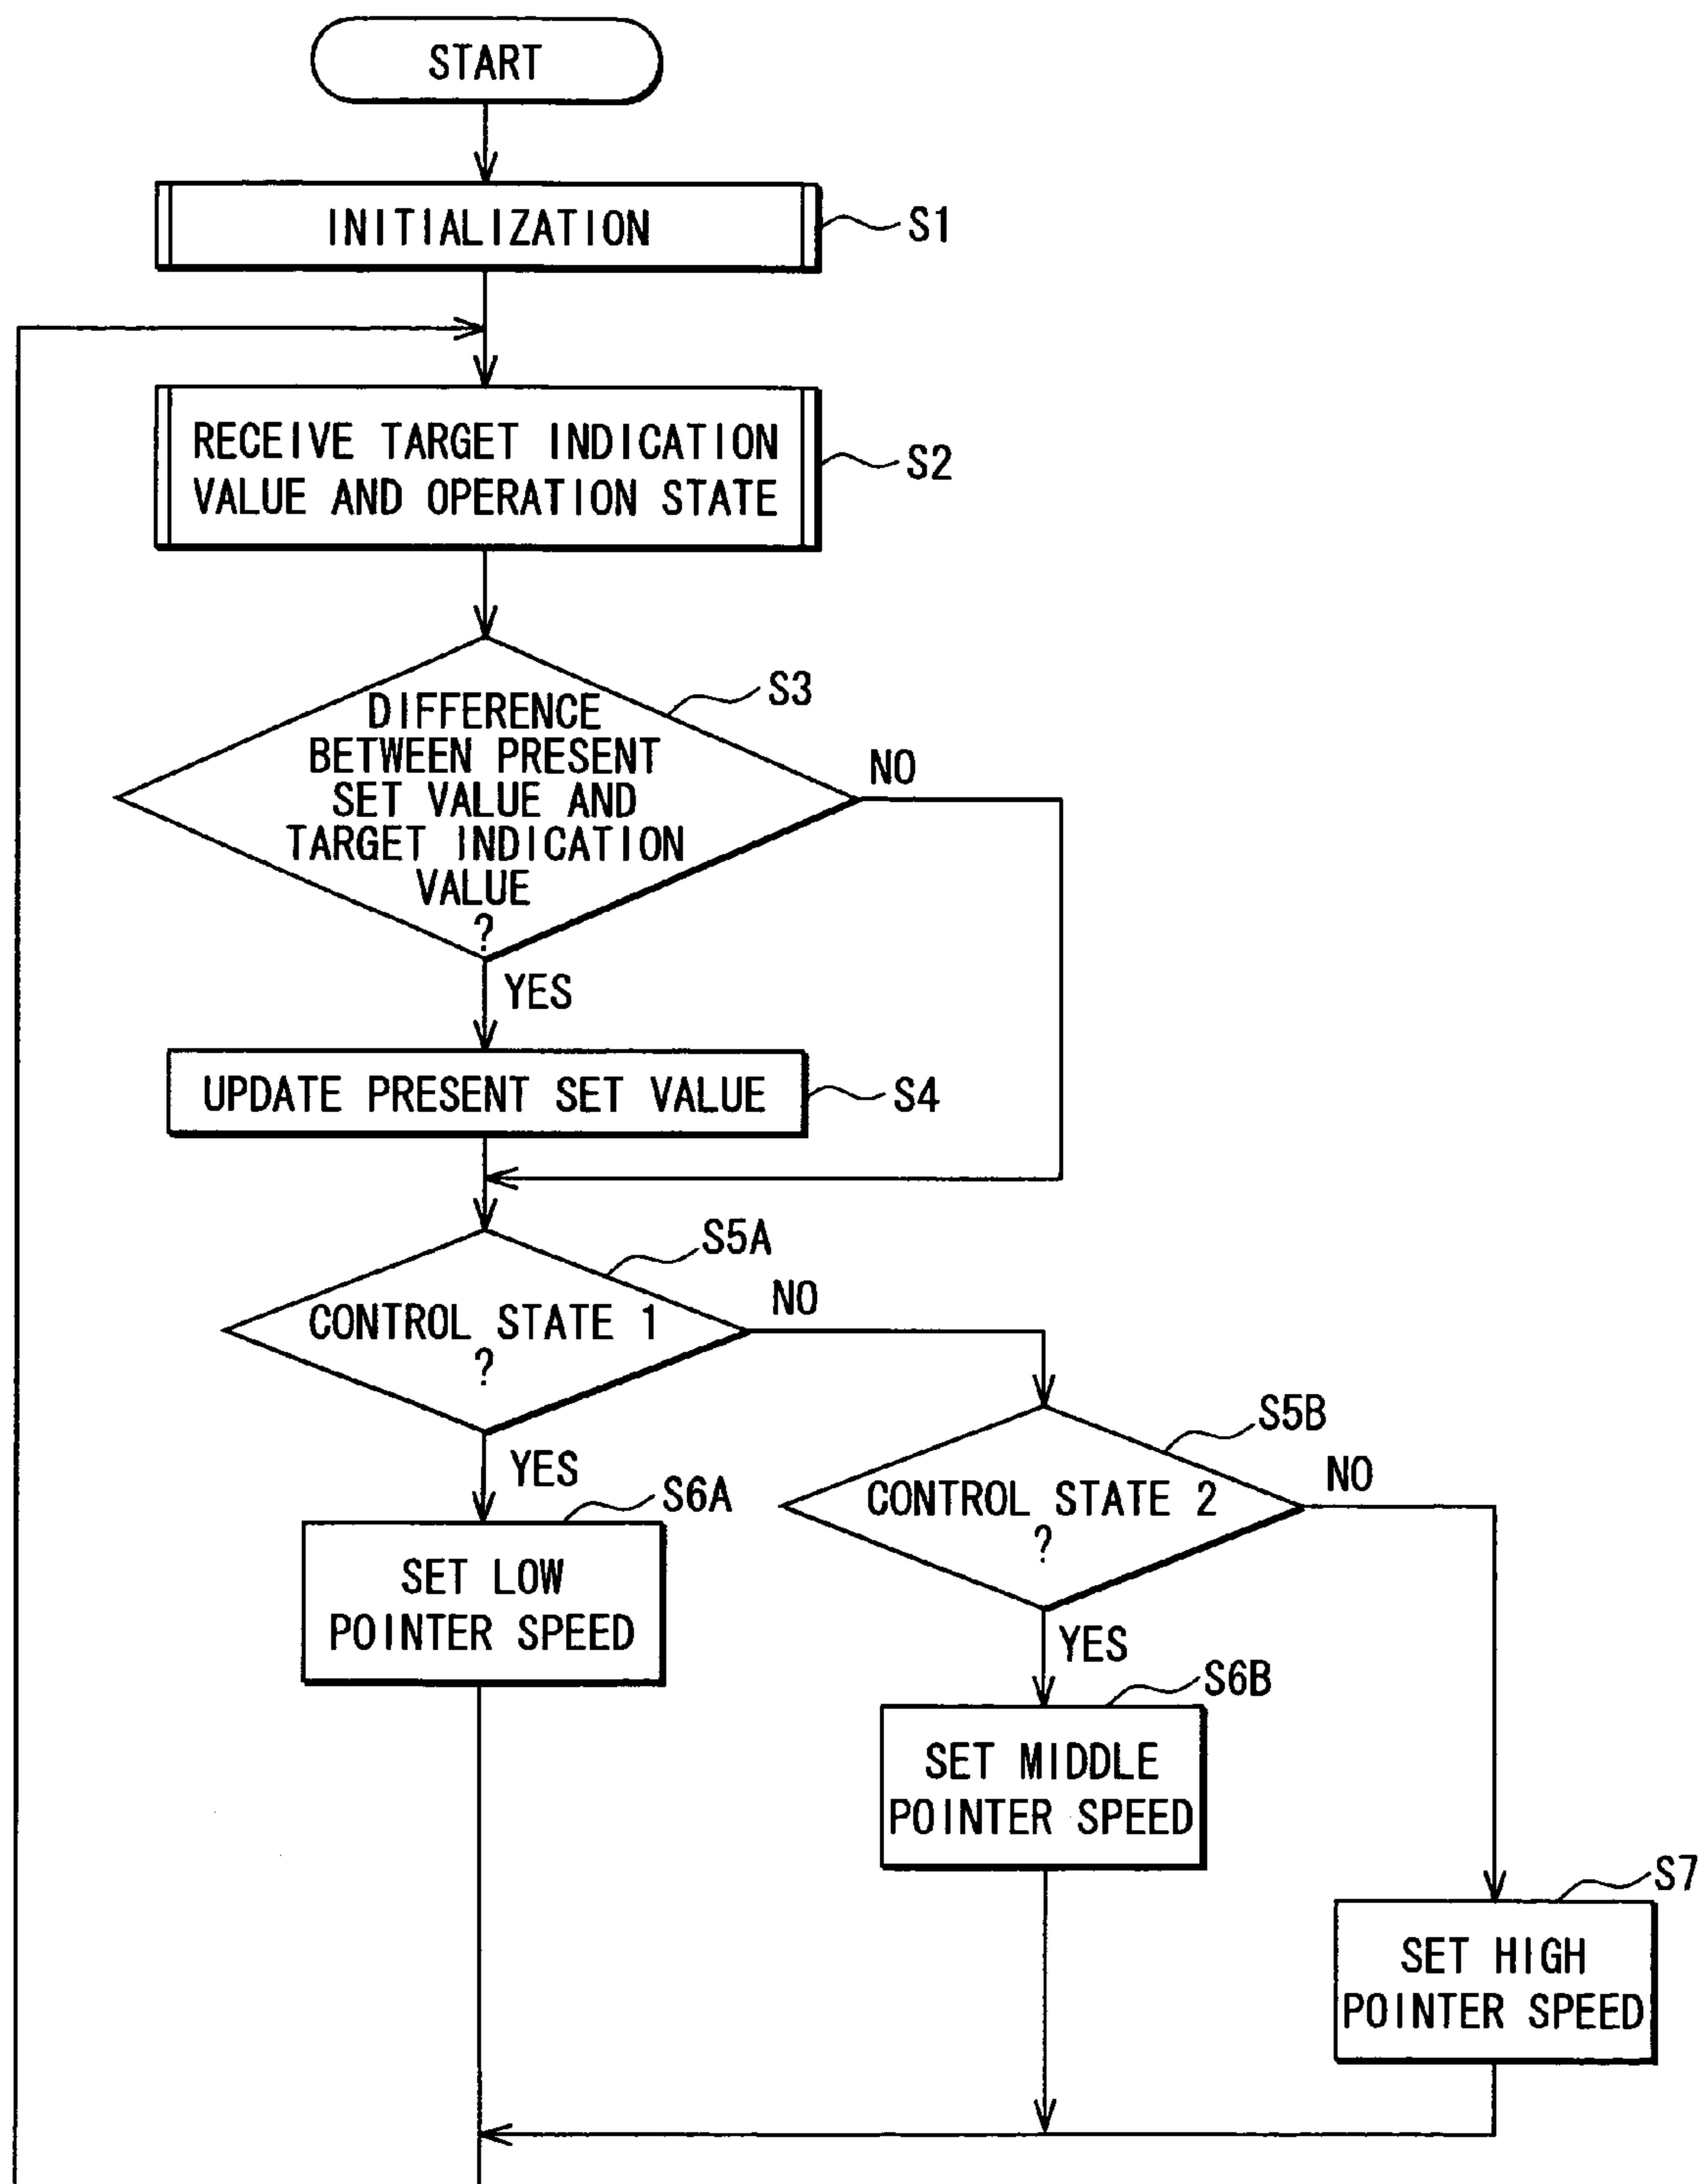 START
INITIALIZATION
S1
RECEIVE TARGET INDICATION
VALUE AND OPERATION STATE
S2
S3
DIFFERENCE
BETWEEN PRESENT
SET VALUE AND
TARGET INDICATION
VALUE
?
NO
YES
UPDATE PRESENT SET VALUE
S4
S5A
CONTROL STATE 1
?
NO
YES
S5B
CONTROL STATE 2
?
NO
S6A
SET LOW
POINTER SPEED
YES
S6B
SET MIDDLE
POINTER SPEED
S7
SET HIGH
POINTER SPEED